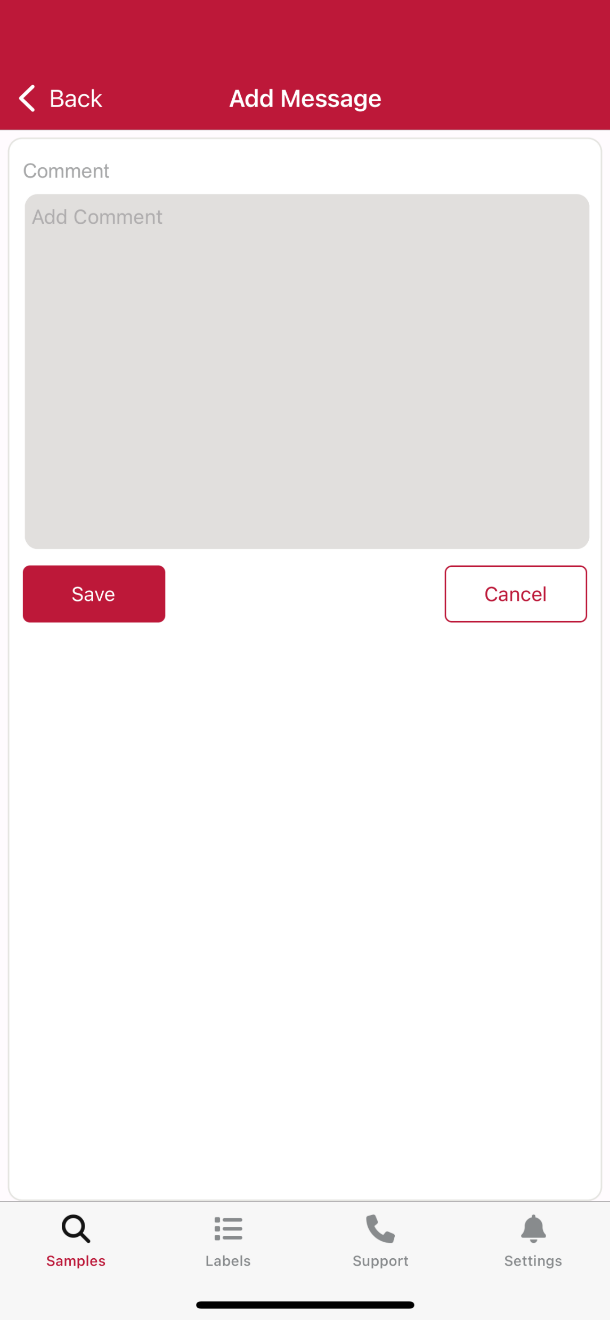 Back
Add Message
Comment
Add Comment
Save
Cancel
Samples
Labels
Support
Settings